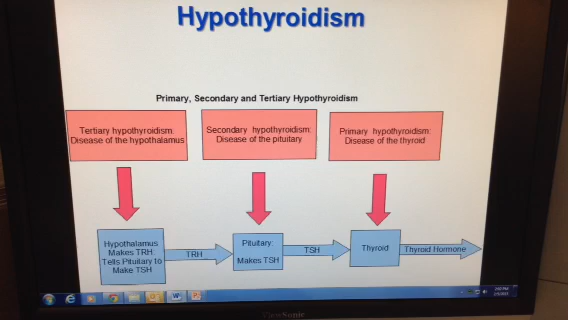 Hypothyroidism
Primary, Secondary and Tertiary Hypothyroidism
Tertiary hypothyroidism:
Disease of the hypothalamus
Secondary hypothyroidism:
Disease of the pituitary
Primary hypothyroidism:
Disease of the thyroid
Hypothalamus
Makes TRH.
Tells Pituitary to
Make TSH
TRH
Pituitary:
Makes TSH
TSH
Thyroid
Thyroid Hormone
ViewSonic